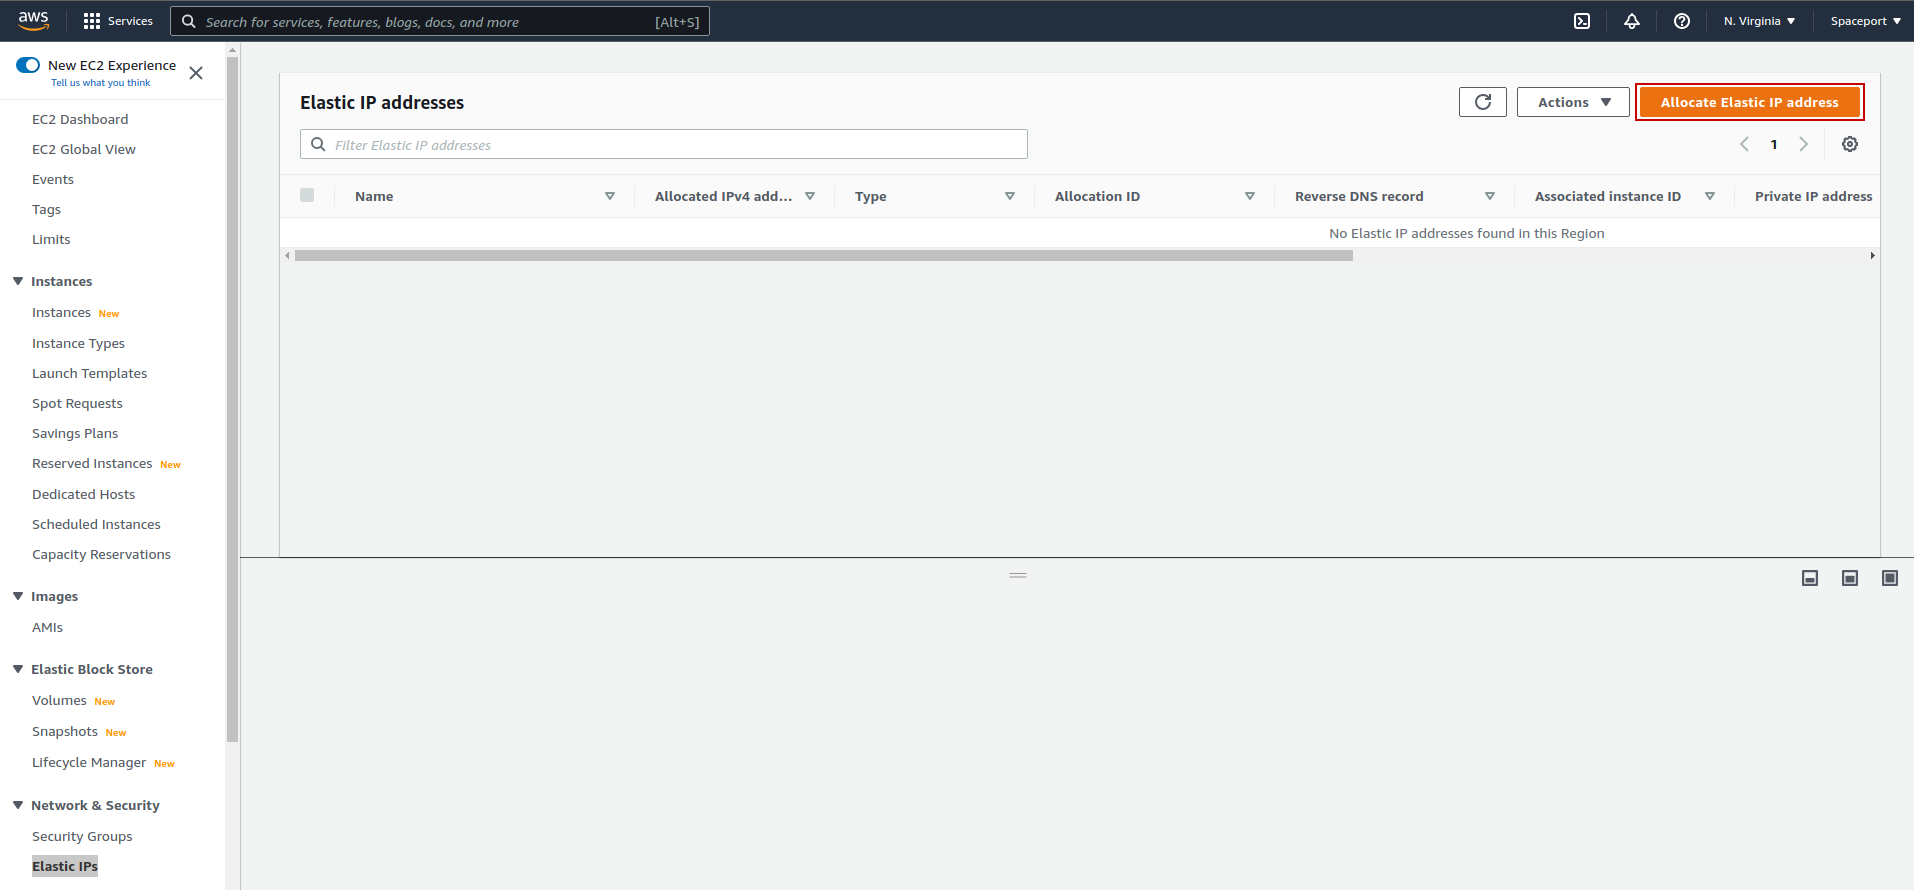 aws
Services
Search for services, features, blogs, docs, and more
[Alt+S]
N. Virginia
Spaceport
New EC2 Experience
Tell us what you think
EC2 Dashboard
EC2 Global View
Events
Tags
Limits
Instances
Instances New
Instance Types
Launch Templates
Spot Requests
Savings Plans
Reserved Instances New
Dedicated Hosts
Scheduled Instances
Capacity Reservations
Images
AMIs
Elastic Block Store
Volumes New
Snapshots New
Lifecycle Manager New
Network & Security
Security Groups
Elastic IPs
Elastic IP addresses
Actions
Allocate Elastic IP address
Filter Elastic IP addresses
1
Name
Allocated IPv4 add...
Type
Allocation ID
Reverse DNS record
Associated instance ID
Private IP address
No Elastic IP addresses found in this Region